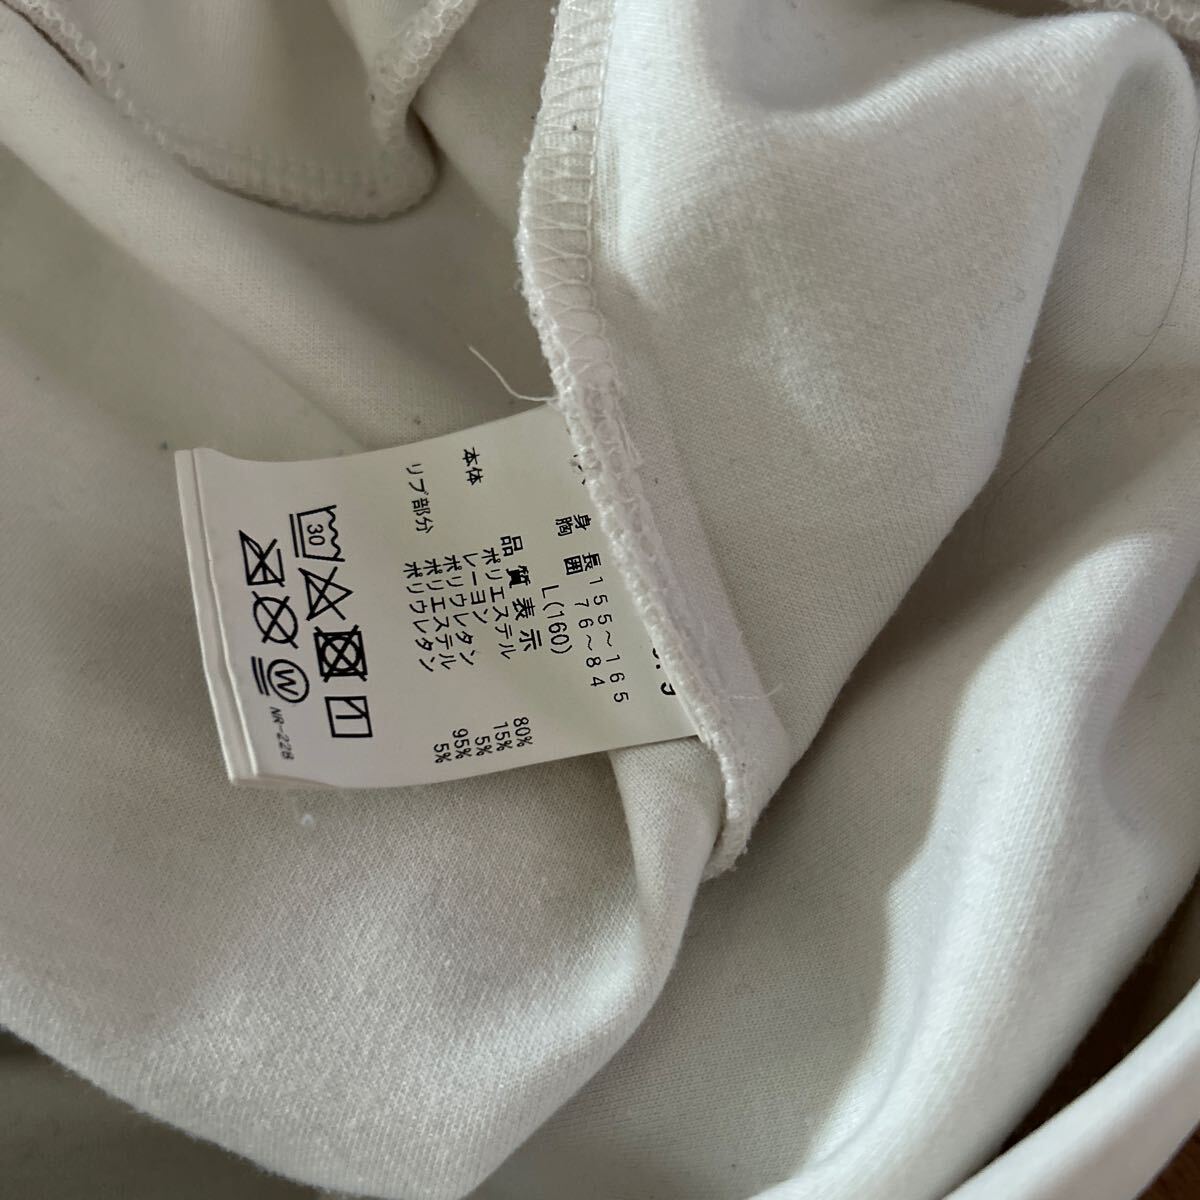 身長 155～165
胸囲 76～84
L(160)
品質表示
本体 ポリエステル 80%
レーヨン 15%
ポリウレタン 5%
リブ部分 ポリエステル 95%
ポリウレタン 5%
30
W
NR-228